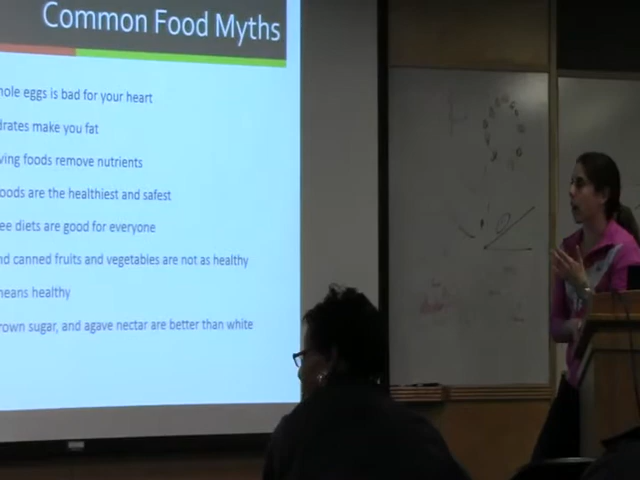 Common Food Myths
hole eggs is bad for your heart
drates make you fat
ving foods remove nutrients
oods are the healthiest and safest
ee diets are good for everyone
nd canned fruits and vegetables are not as healthy
means healthy
rown sugar, and agave nectar are better than white